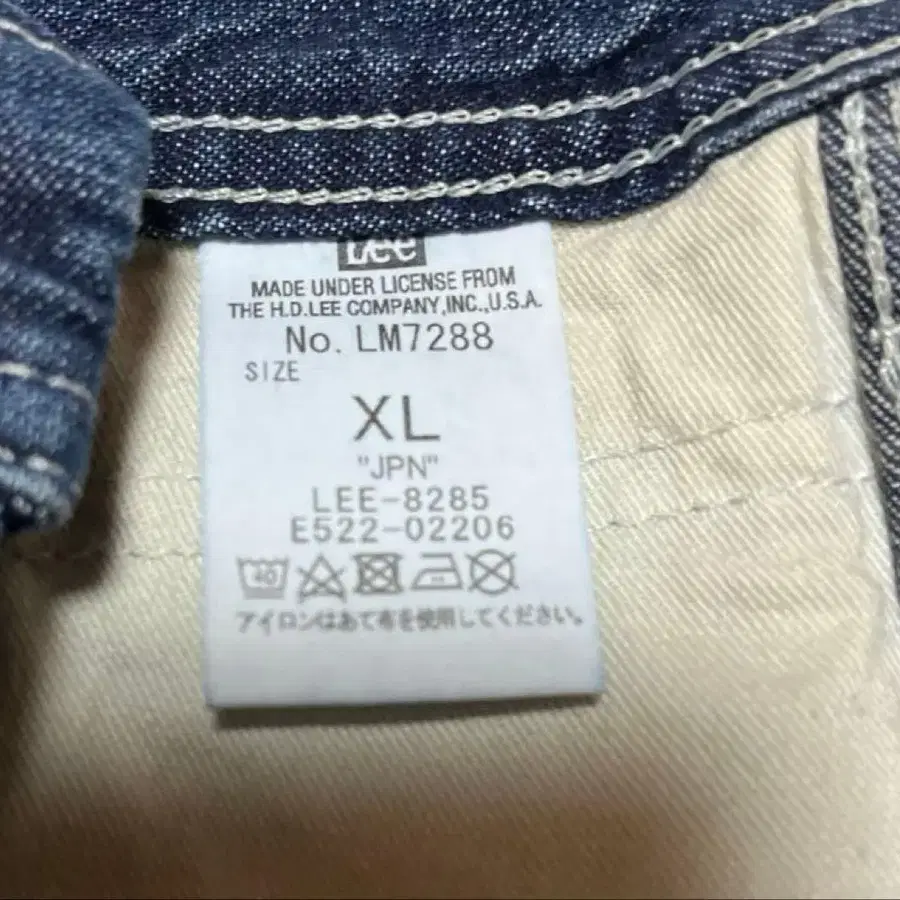 Lee
MADE UNDER LICENSE FROM
THE H.D.LEE COMPANY,INC.,U.S.A.
No. LM7288
SIZE
XL
"JPN"
LEE-8285
E522-02206
40
アイロンはあて布を使用してください。